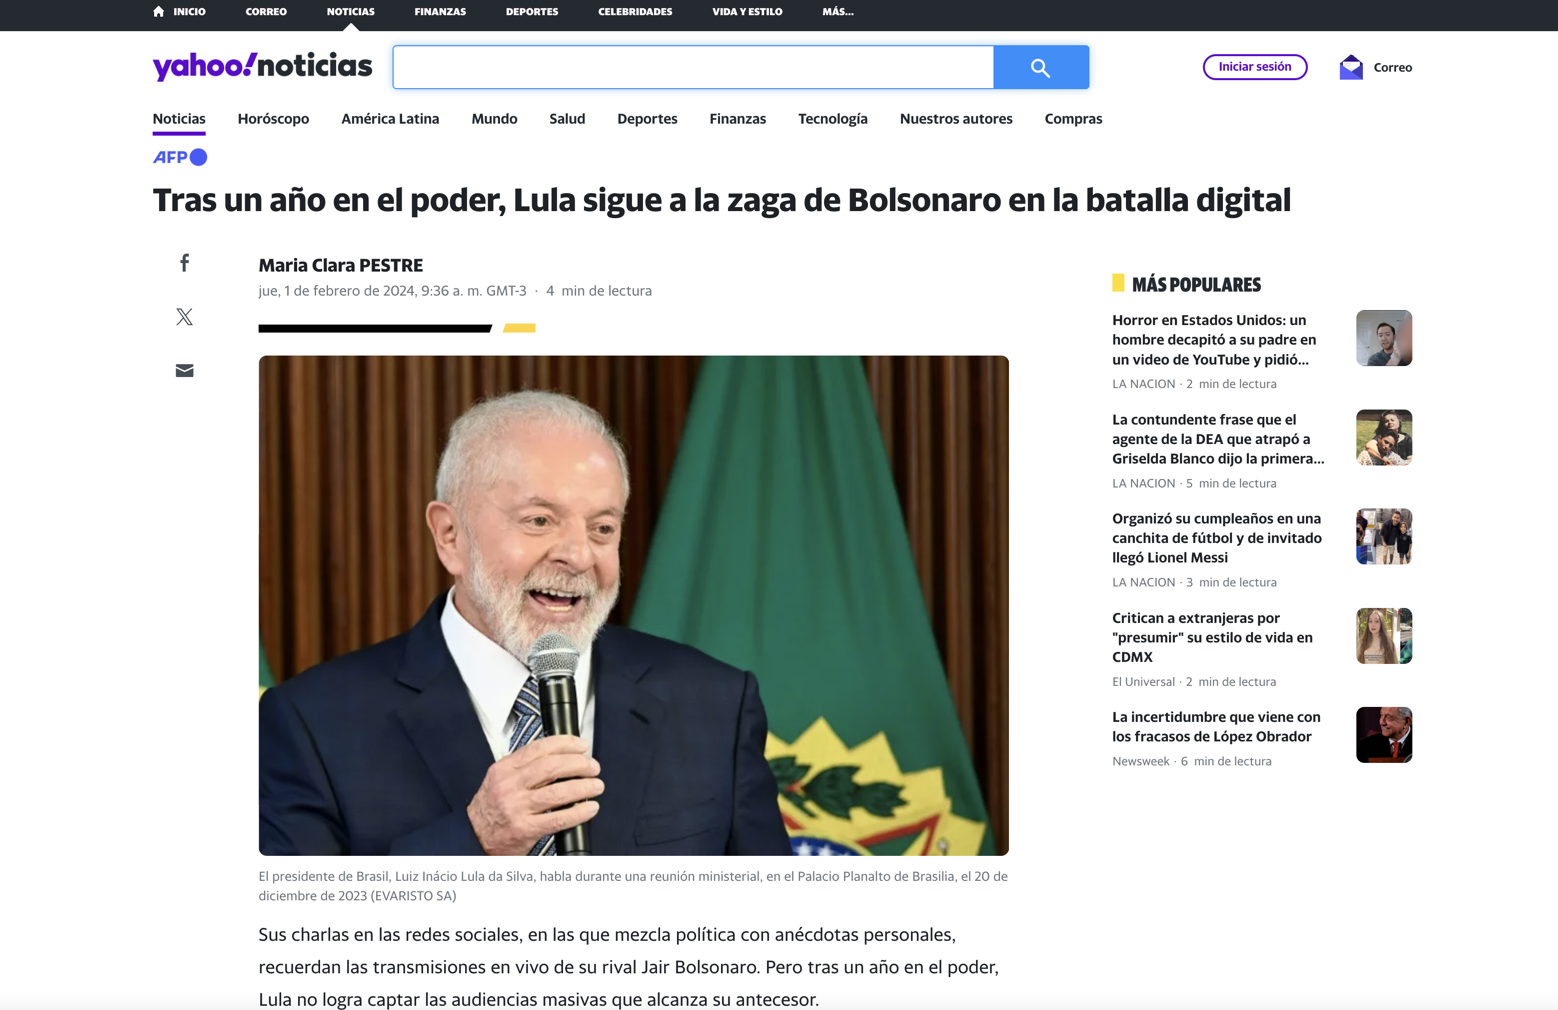 INICIO CORREO NOTICIAS FINANZAS DEPORTES CELEBRIDADES VIDA Y ESTILO MÁS...
yahoo!noticias
Iniciar sesión
Correo
Noticias Horóscopo América Latina Mundo Salud Deportes Finanzas Tecnología Nuestros autores Compras
AFP
Tras un año en el poder, Lula sigue a la zaga de Bolsonaro en la batalla digital
Maria Clara PESTRE
jue, 1 de febrero de 2024, 9:36 a. m. GMT-3 · 4 min de lectura
El presidente de Brasil, Luiz Inácio Lula da Silva, habla durante una reunión ministerial, en el Palacio Planalto de Brasilia, el 20 de
diciembre de 2023 (EVARISTO SA)
Sus charlas en las redes sociales, en las que mezcla política con anécdotas personales,
recuerdan las transmisiones en vivo de su rival Jair Bolsonaro. Pero tras un año en el poder,
Lula no logra captar las audiencias masivas que alcanza su antecesor.
MÁS POPULARES
Horror en Estados Unidos: un
hombre decapitó a su padre en
un video de YouTube y pidió...
LA NACION · 2 min de lectura
La contundente frase que el
agente de la DEA que atrapó a
Griselda Blanco dijo la primera...
LA NACION · 5 min de lectura
Organizó su cumpleaños en una
canchita de fútbol y de invitado
llegó Lionel Messi
LA NACION · 3 min de lectura
Critican a extranjeras por
"presumir" su estilo de vida en
CDMX
El Universal · 2 min de lectura
La incertidumbre que viene con
los fracasos de López Obrador
Newsweek · 6 min de lectura